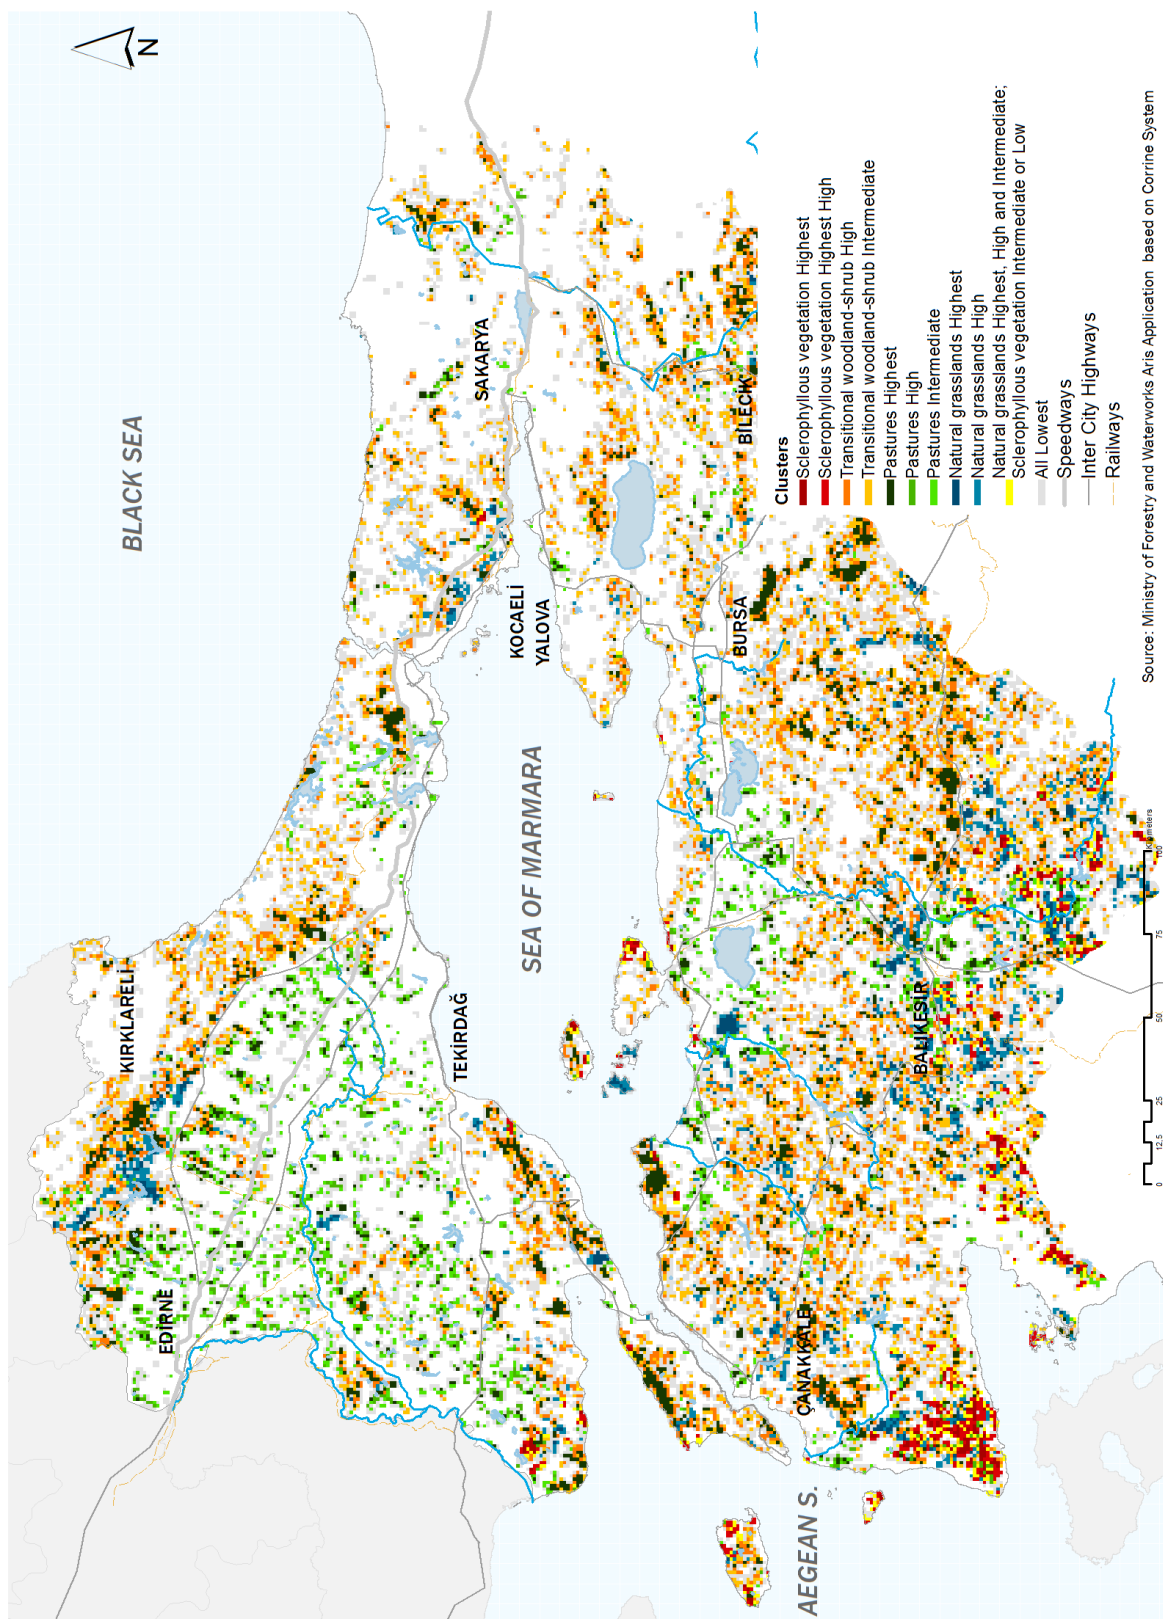 N
BLACK SEA
KIRKLARELİ
EDİRNE
TEKİRDAĞ
SAKARYA
KOCAELİ
YALOVA
SEA OF MARMARA
BİLECİK
BURSA
BALIKESİR
ÇANAKKALE
AEGEAN S.
Clusters
Sclerophyllous vegetation Highest
Sclerophyllous vegetation Highest High
Transitional woodland-shrub High
Transitional woodland-shrub Intermediate
Pastures Highest
Pastures High
Pastures Intermediate
Natural grasslands Highest
Natural grasslands High
Natural grasslands Highest, High and Intermediate;
Sclerophyllous vegetation Intermediate or Low
All Lowest
Speedways
Inter City Highways
Railways
0 12,5 25 50 75 100
Kilometers
Source: Ministry of Forestry and Waterworks Aris Application based on Corrine System